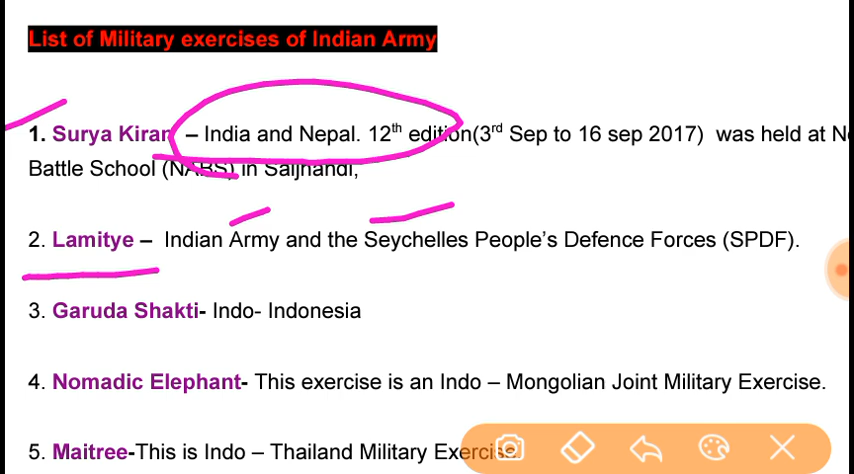 List of Military exercises of Indian Army
1. Surya Kiran – India and Nepal. 12th edition(3rd Sep to 16 sep 2017) was held at
Battle School (NABS) in Saljhandi,
2. Lamitye – Indian Army and the Seychelles People's Defence Forces (SPDF).
3. Garuda Shakti- Indo- Indonesia
4. Nomadic Elephant- This exercise is an Indo – Mongolian Joint Military Exercise.
5. Maitree-This is Indo – Thailand Military Exercise